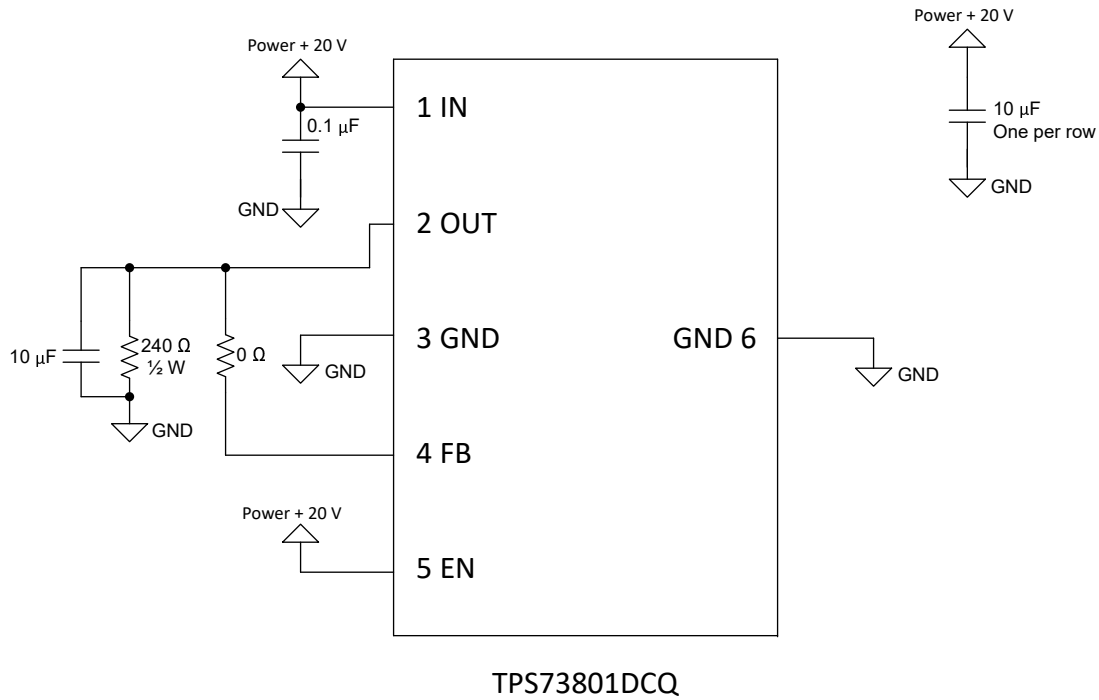 Power + 20 V
Power + 20 V
1 IN
0.1 µF
10 µF
One per row
GND
GND
2 OUT
3 GND
GND 6
240 Ω
½ W
0 Ω
10 µF
GND
GND
GND
4 FB
Power + 20 V
5 EN
TPS73801DCQ